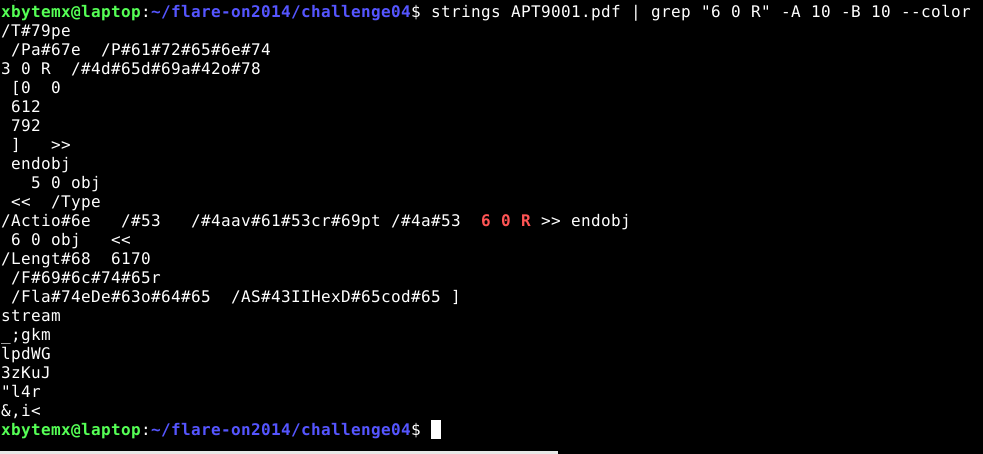 xbytemx@laptop:~/flare-on2014/challenge04$ strings APT9001.pdf | grep "6 0 R" -A 10 -B 10 --color
/T#79pe
 /Pa#67e  /P#61#72#65#6e#74
3 0 R  /#4d#65d#69a#42o#78
 [0  0
 612
 792
 ]   >>
 endobj
   5 0 obj
 <<  /Type
/Actio#6e   /#53   /#4aav#61#53cr#69pt /#4a#53  6 0 R >> endobj
 6 0 obj   <<
/Lengt#68  6170
 /F#69#6c#74#65r
 /Fla#74eDe#63o#64#65  /AS#43IIHexD#65cod#65 ]
stream
_;gkm
lpdWG
3zKuJ
"l4r
&,i<
xbytemx@laptop:~/flare-on2014/challenge04$